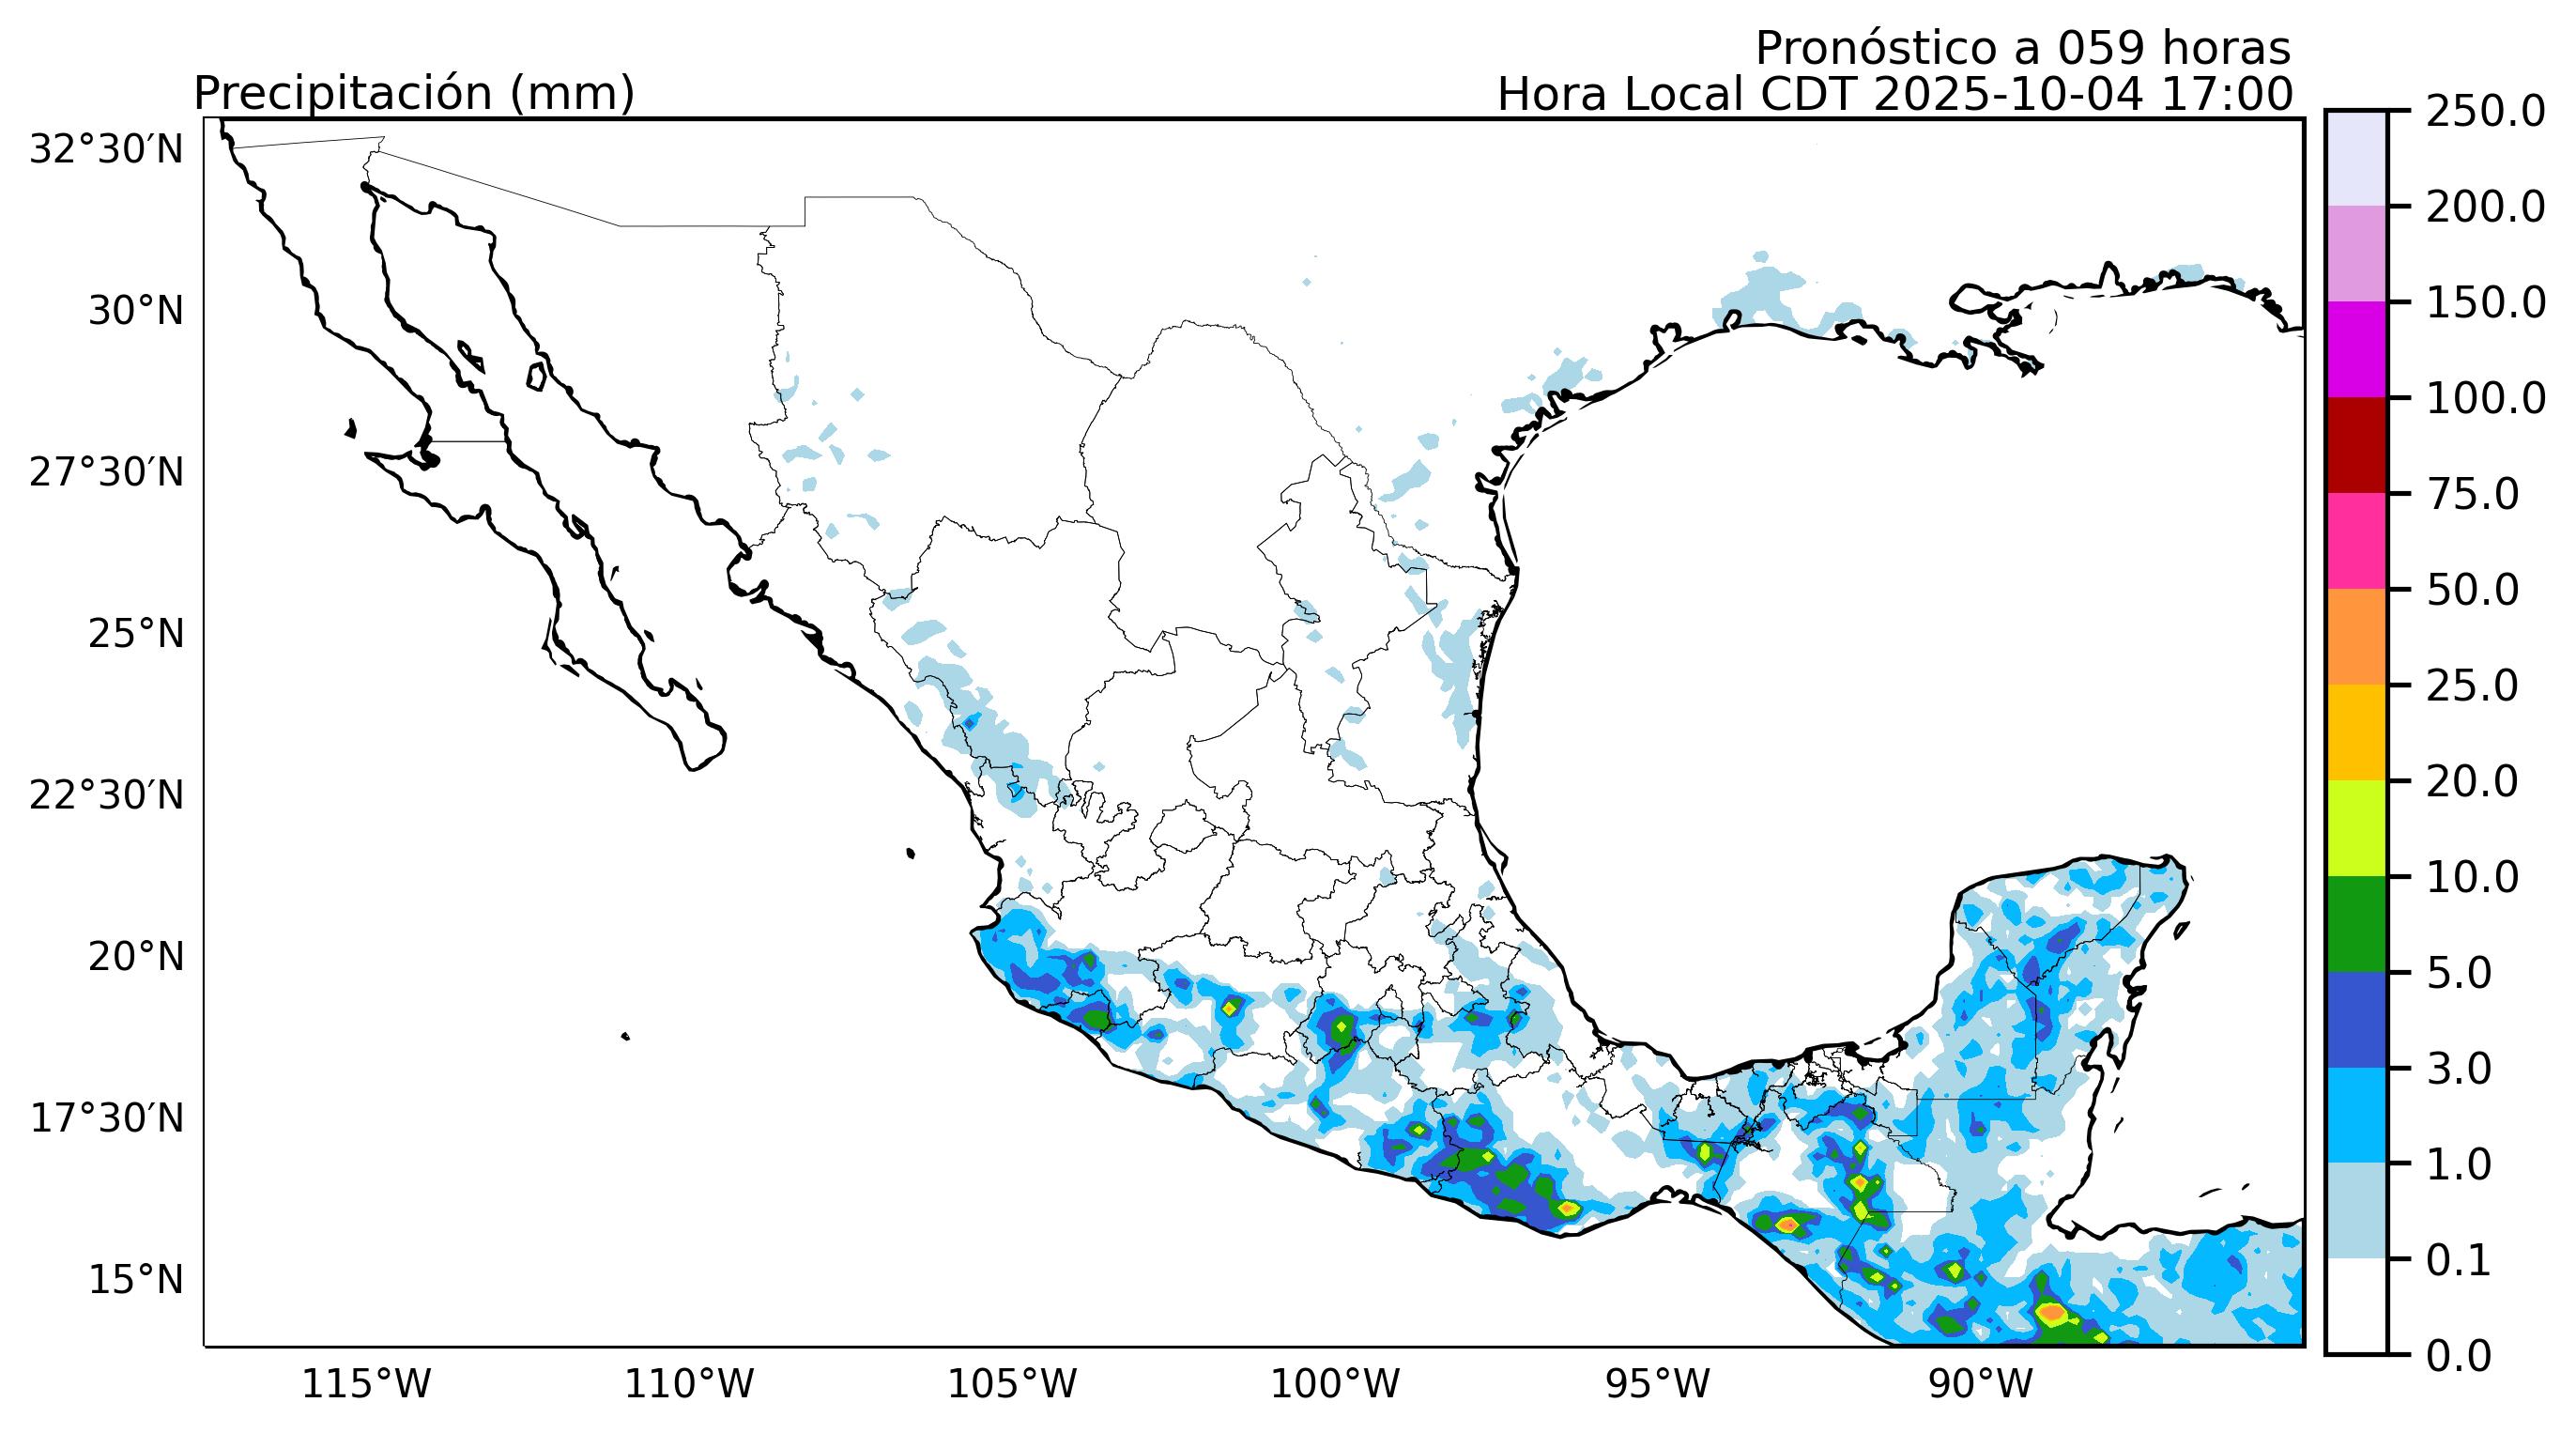 Pronóstico a 059 horas
Precipitación (mm)
Hora Local CDT 2025-10-04 17:00
32°30′N
30°N
27°30′N
25°N
22°30′N
20°N
17°30′N
15°N
115°W
110°W
105°W
100°W
95°W
90°W
250.0
200.0
150.0
100.0
75.0
50.0
25.0
20.0
10.0
5.0
3.0
1.0
0.1
0.0